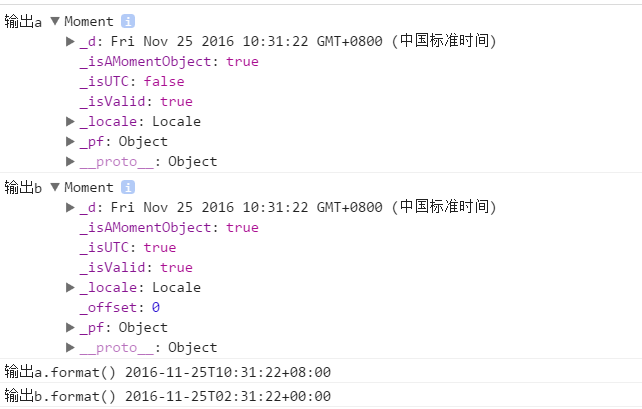 输出a ▼ Moment i
▶ _d: Fri Nov 25 2016 10:31:22 GMT+0800 (中国标准时间)
_isAMomentObject: true
_isUTC: false
_isValid: true
▶ _locale: Locale
▶ _pf: Object
▶ __proto__: Object
输出b ▼ Moment i
▶ _d: Fri Nov 25 2016 10:31:22 GMT+0800 (中国标准时间)
_isAMomentObject: true
_isUTC: true
_isValid: true
▶ _locale: Locale
_offset: 0
▶ _pf: Object
▶ __proto__: Object
输出a.format() 2016-11-25T10:31:22+08:00
输出b.format() 2016-11-25T02:31:22+00:00